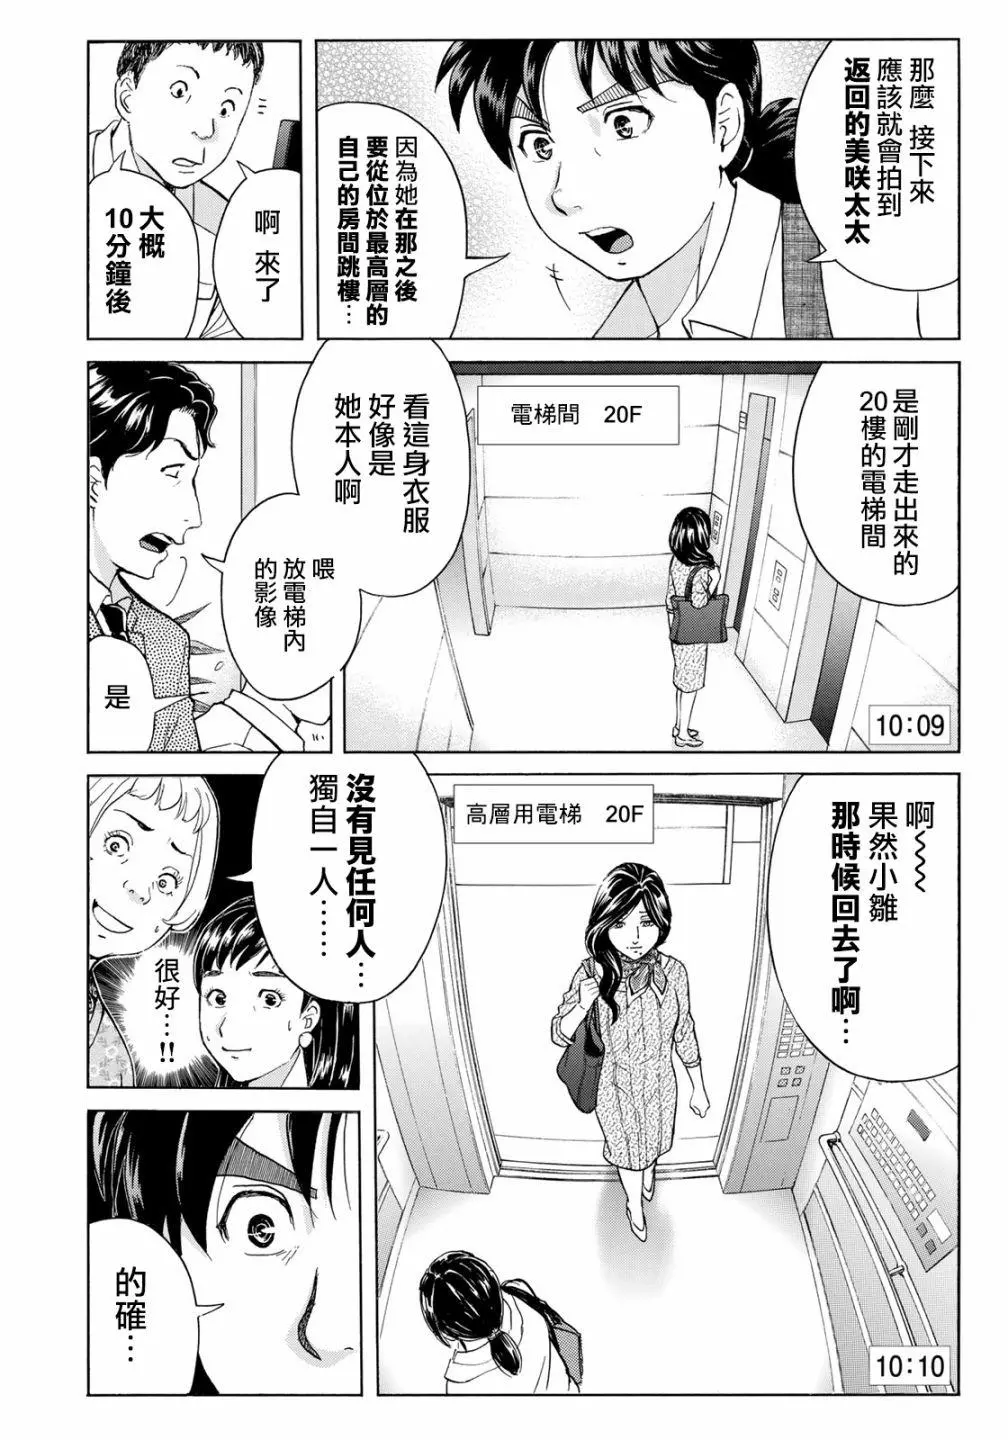 那麼 接下來
應該就會拍到
返回的美咲太太
因為她在那之後
要從位於最高層的
自己的房間跳樓…
啊 來了
大概
10分鐘後
是剛才走出來的
20樓的電梯間
電梯間 20F
10:09
看這身衣服
好像是
她本人啊
喂
放電梯內
的影像
是
啊
果然小雛
那時候回去了啊…
高層用電梯 20F
10:10
沒有見任何人…
獨自一人……
很好…!!
的確…